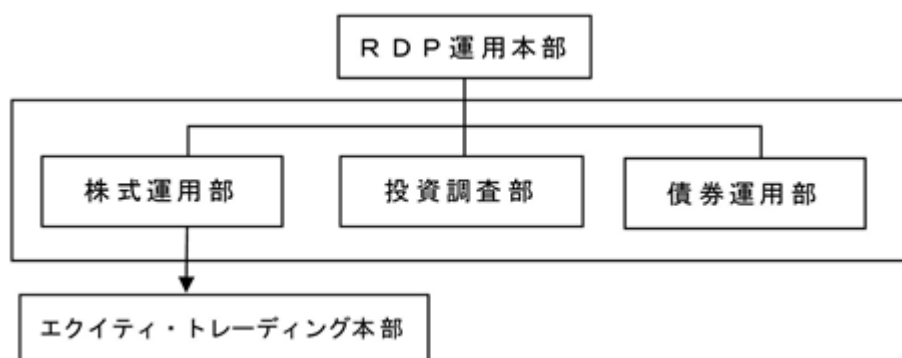 ＲＤＰ運用本部
株式運用部
投資調査部
債券運用部
エクイティ・トレーディング本部